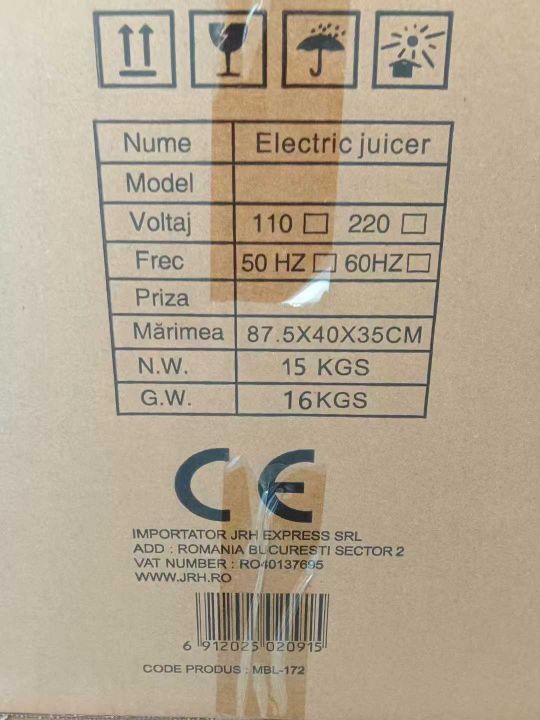 Nume Electric juicer
Model
Voltaj 110 □ 220 □
Frec 50 HZ □ 60HZ □
Priza
Mărimea 87.5X40X35CM
N.W. 15 KGS
G.W. 16KGS
CE
IMPORTATOR JRH EXPRESS SRL
ADD : ROMANIA BUCURESTI SECTOR 2
VAT NUMBER : RO40137695
WWW.JRH.RO
6 912025 020915
CODE PRODUS : MBL-172